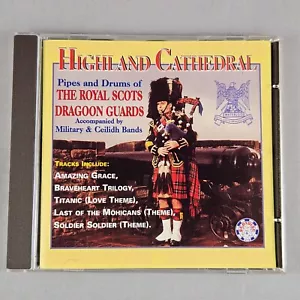 HIGHLAND CATHEDRAL
Pipes and Drums of
THE ROYAL SCOTS
DRAGOON GUARDS
Accompanied by
Military & Ceilidh Bands
TRACKS INCLUDE:
AMAZING GRACE,
BRAVEHEART TRILOGY,
TITANIC (LOVE THEME),
LAST OF THE MOHICANS (THEME),
SOLDIER SOLDIER (THEME).